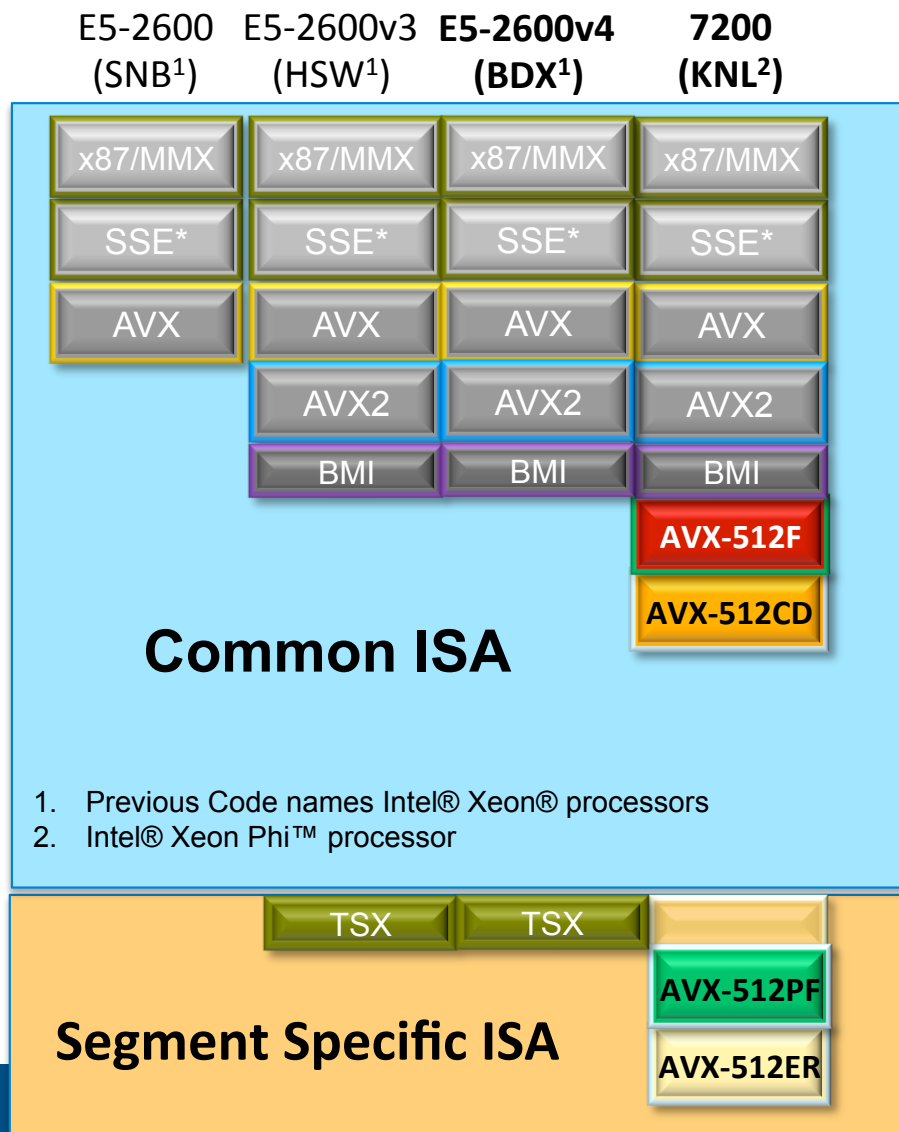 E5-2600 E5-2600v3 E5-2600v4 7200
(SNB¹) (HSW¹) (BDX¹) (KNL²)
x87/MMX x87/MMX x87/MMX x87/MMX
SSE* SSE* SSE* SSE*
AVX AVX AVX AVX
AVX2 AVX2 AVX2
BMI BMI BMI
AVX-512F
AVX-512CD
Common ISA
1. Previous Code names Intel® Xeon® processors
2. Intel® Xeon Phi™ processor
TSX TSX
AVX-512PF
Segment Specific ISA
AVX-512ER